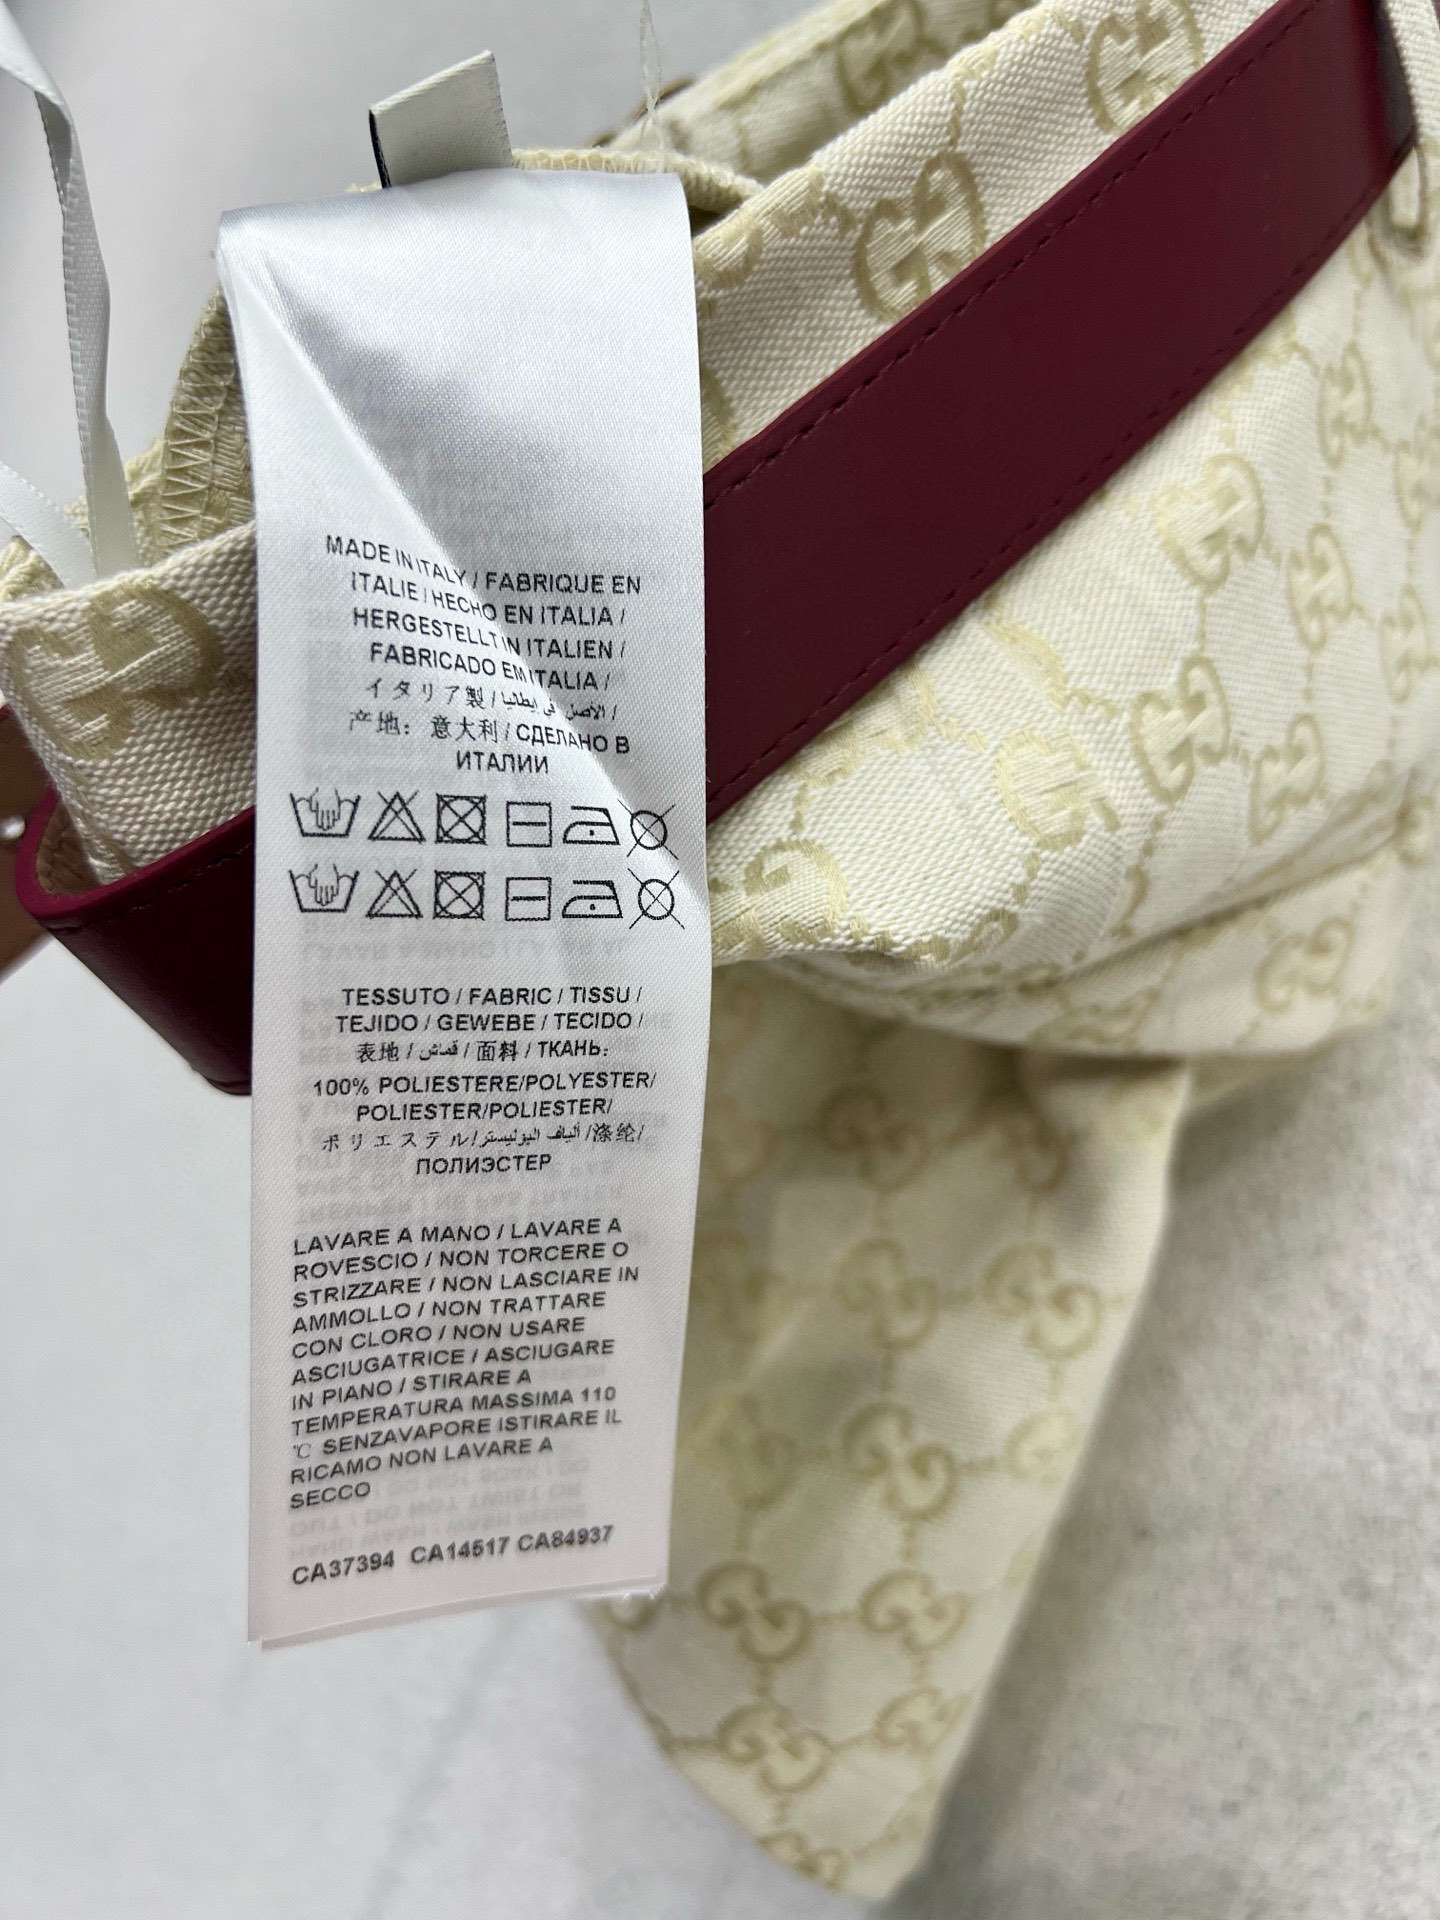 MADE IN ITALY / FABRIQUE EN
ITALIE / HECHO EN ITALIA /
HERGESTELLT IN ITALIEN /
FABRICADO EM ITALIA /
イタリア製 / الأصل في إيطاليا /
产地: 意大利 / СДЕЛАНО В
ИТАЛИИ
TESSUTO / FABRIC / TISSU /
TEJIDO / GEWEBE / TECIDO /
表地 / قماش / 面料 / ТКАНЬ:
100% POLIESTERE/POLYESTER/
POLIESTER/POLIESTER/
ポリエステル/ألياف البوليستر/涤纶/
ПОЛИЭСТЕР
LAVARE A MANO / LAVARE A
ROVESCIO / NON TORCERE O
STRIZZARE / NON LASCIARE IN
AMMOLLO / NON TRATTARE
CON CLORO / NON USARE
ASCIUGATRICE / ASCIUGARE
IN PIANO / STIRARE A
TEMPERATURA MASSIMA 110
℃ SENZAVAPORE ISTIRARE IL
RICAMO NON LAVARE A
SECCO
CA37394 CA14517 CA84937